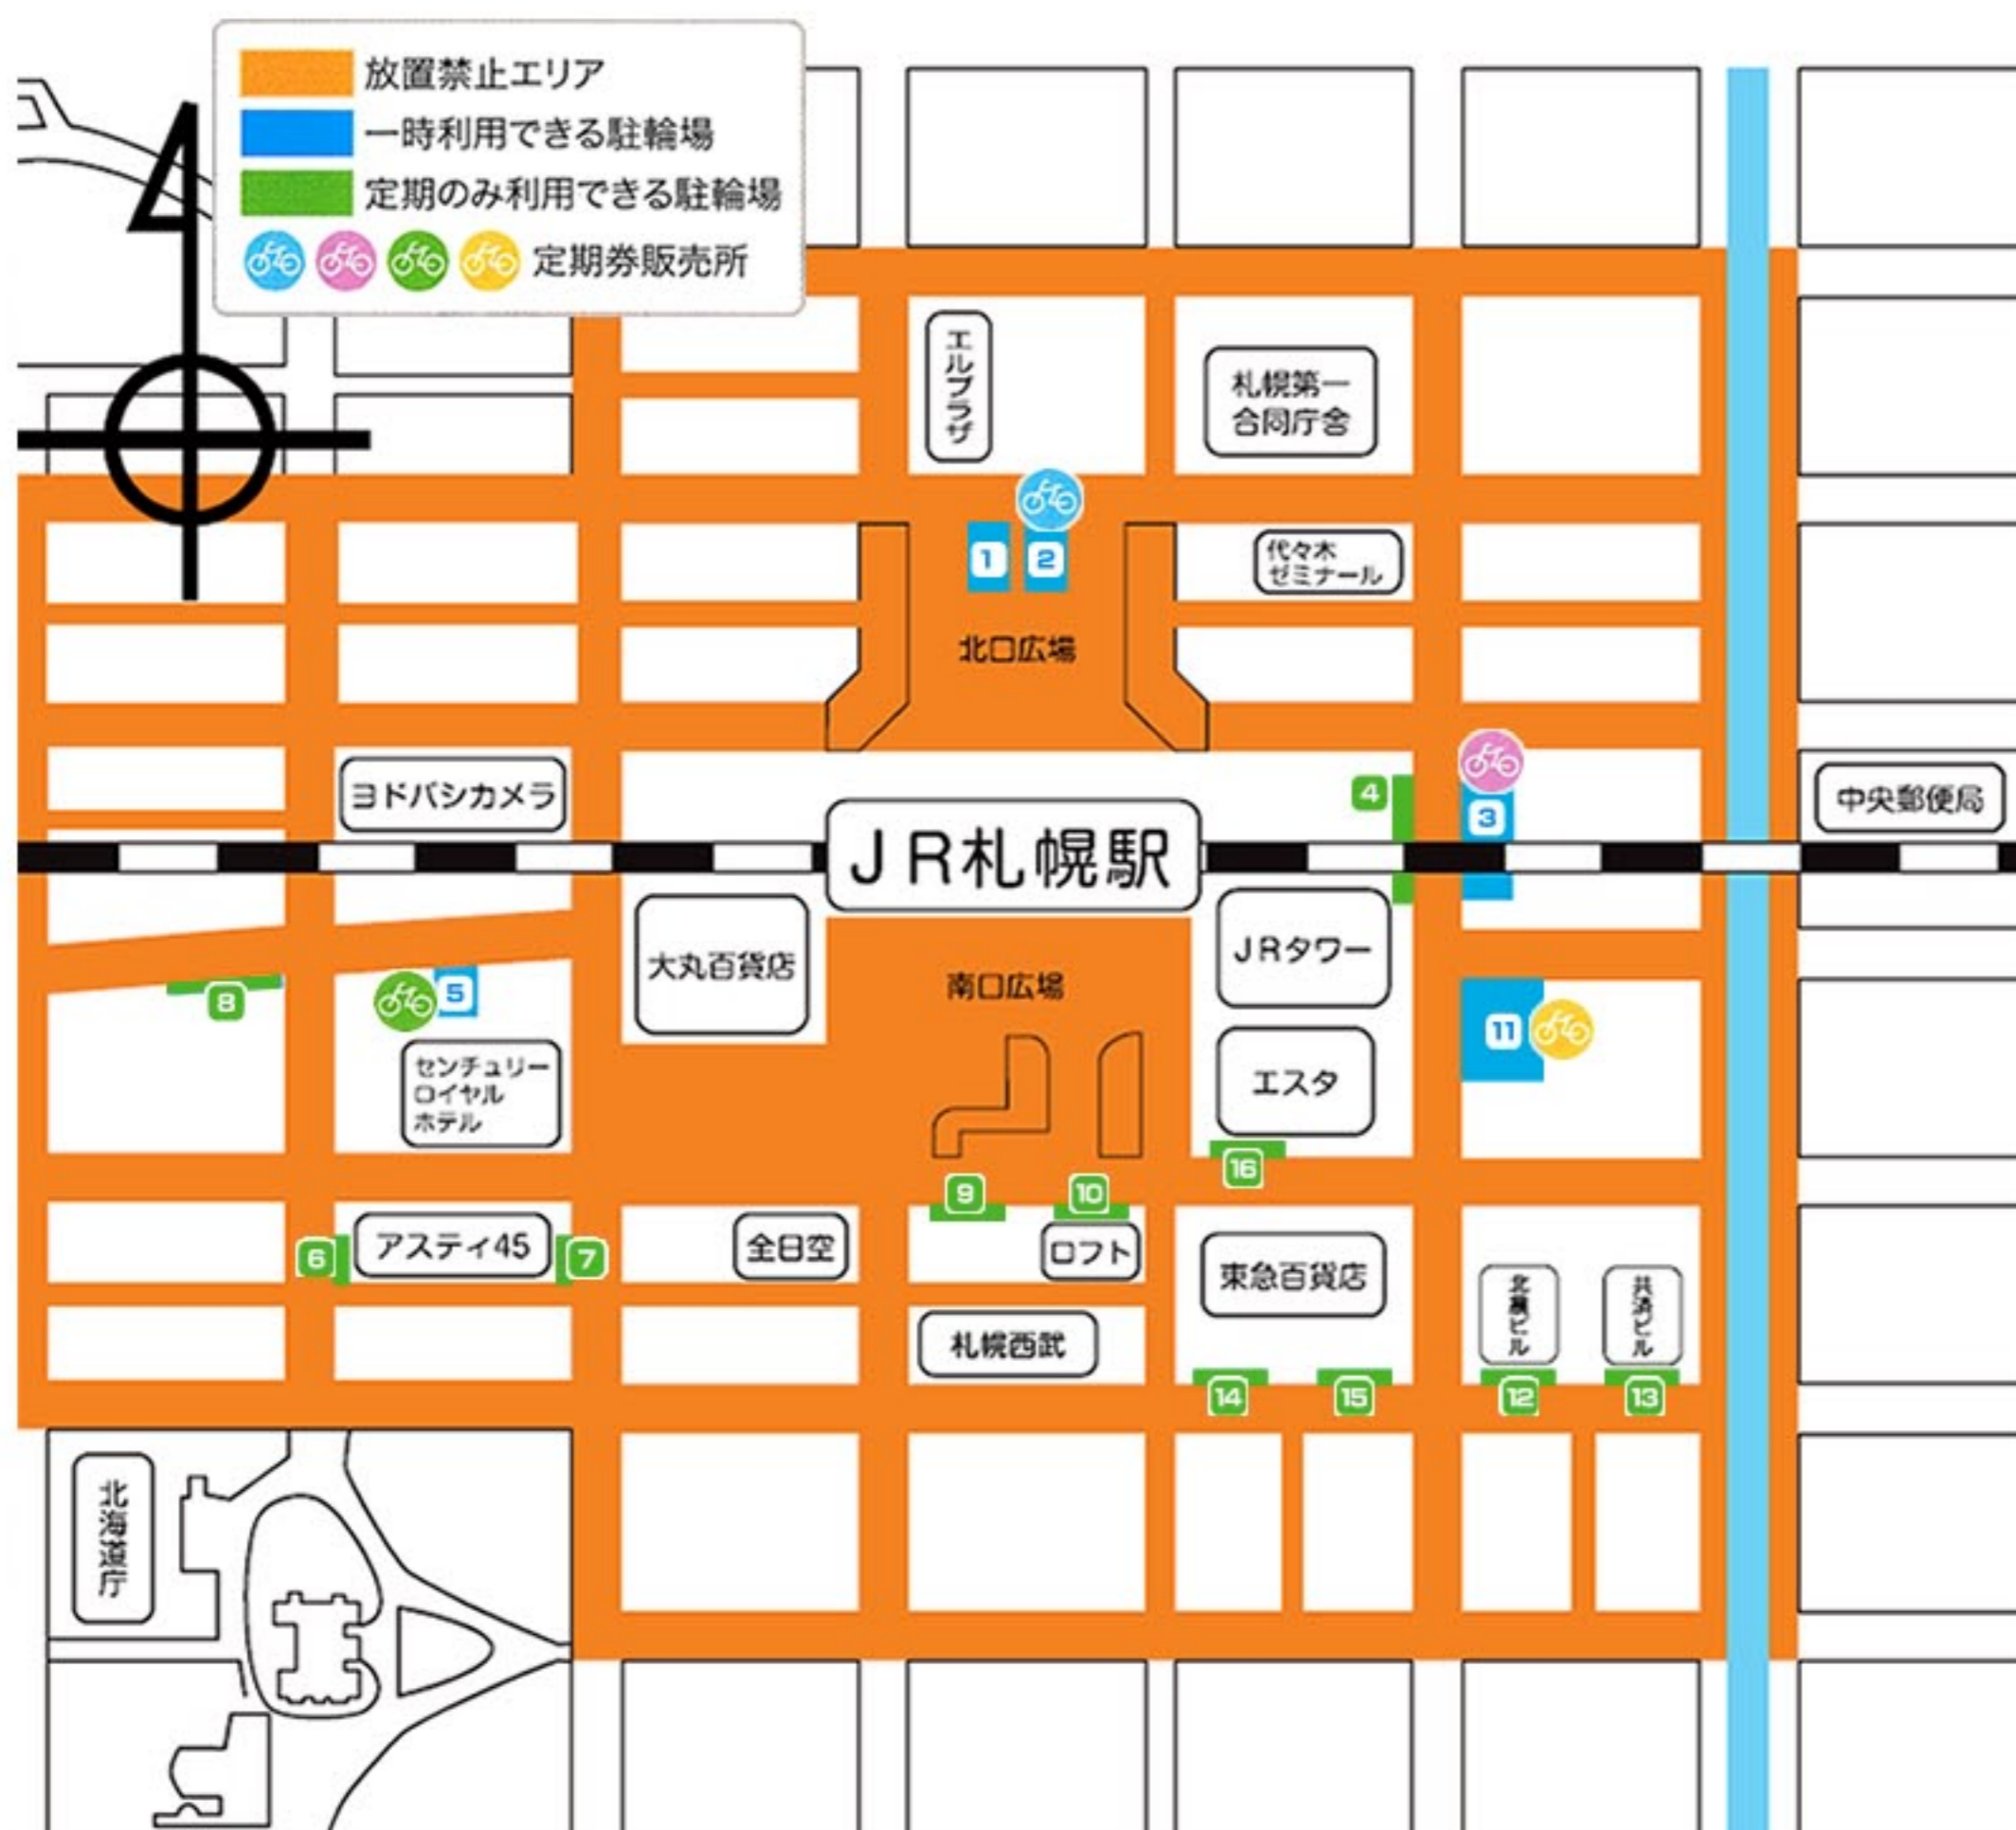 放置禁止エリア
一時利用できる駐輪場
定期のみ利用できる駐輪場
定期券販売所
エルプラザ
札幌第一
合同庁舎
1
2
代々木
ゼミナール
北口広場
ヨドバシカメラ
4
3
中央郵便局
JR札幌駅
大丸百貨店
南口広場
JRタワー
8
5
11
センチュリー
ロイヤル
ホテル
エスタ
16
9
10
6
アスティ45
7
全日空
ロフト
東急百貨店
北農ビル
共済ビル
札幌西武
14
15
12
13
北海道庁